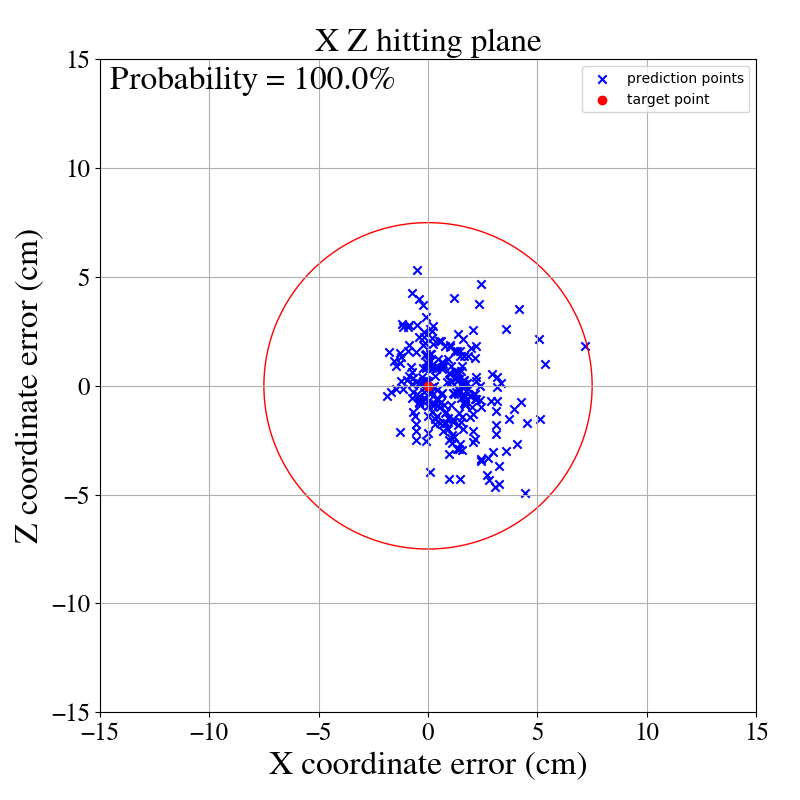 X Z hitting plane
Probability = 100.0%
prediction points
target point
15
10
5
0
−5
−10
−15
−15
−10
−5
0
5
10
15
X coordinate error (cm)
Z coordinate error (cm)